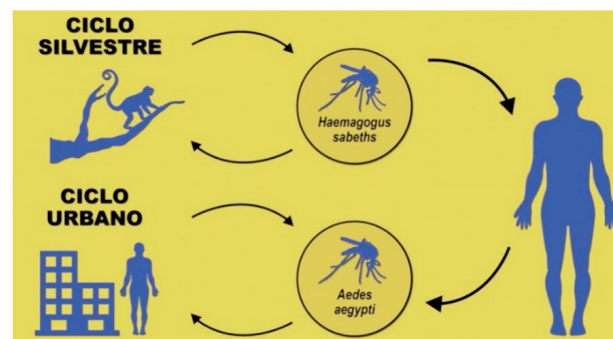 CICLO
SILVESTRE
Haemagogus
sabeths
CICLO
URBANO
Aedes
aegypti